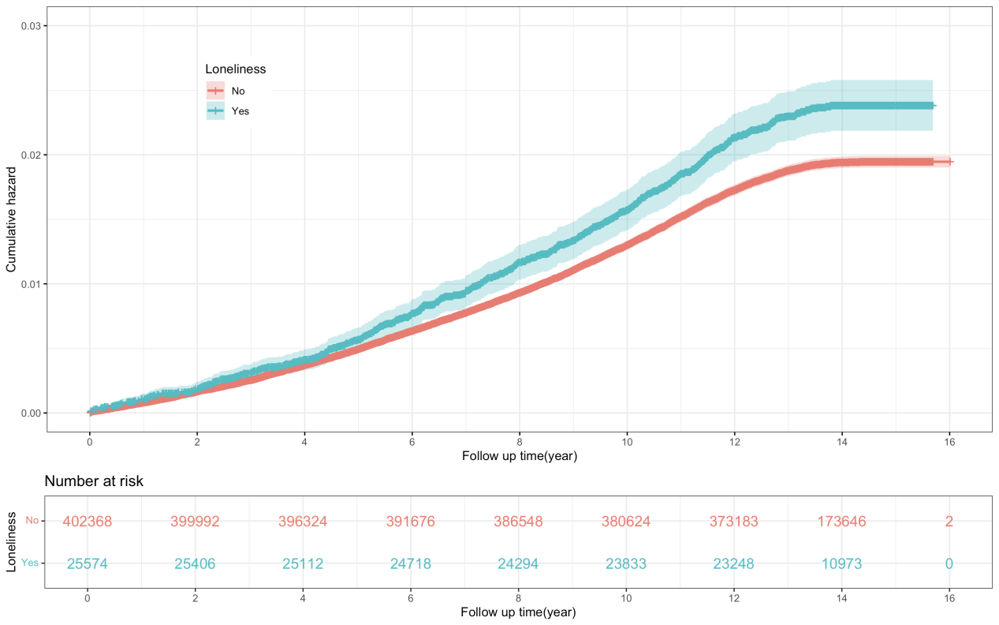 Loneliness
No
Yes
0.03
0.02
0.01
0.00
Cumulative hazard
0 2 4 6 8 10 12 14 16
Follow up time(year)
Number at risk
Loneliness
No 402368 399992 396324 391676 386548 380624 373183 173646 2
Yes 25574 25406 25112 24718 24294 23833 23248 10973 0
0 2 4 6 8 10 12 14 16
Follow up time(year)